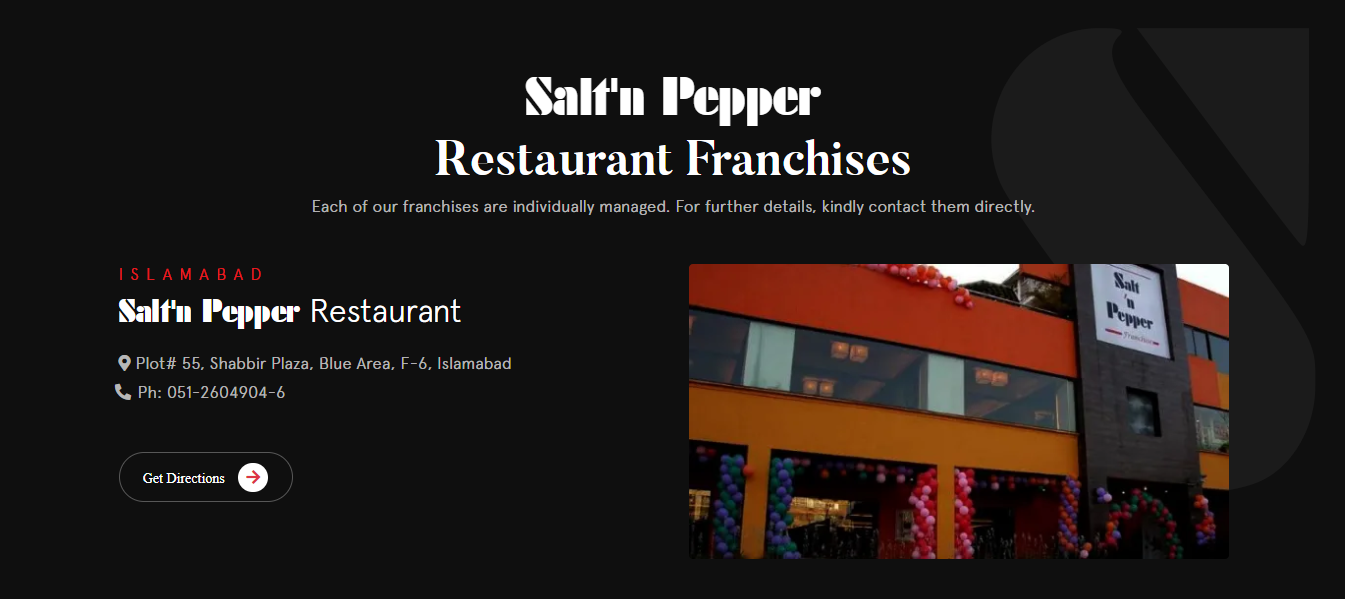 Salt'n Pepper
Restaurant Franchises
Each of our franchises are individually managed. For further details, kindly contact them directly.
ISLAMABAD
Salt'n Pepper Restaurant
Plot# 55, Shabbir Plaza, Blue Area, F-6, Islamabad
Ph: 051-2604904-6
Get Directions
Salt
'n
Pepper
Franchise